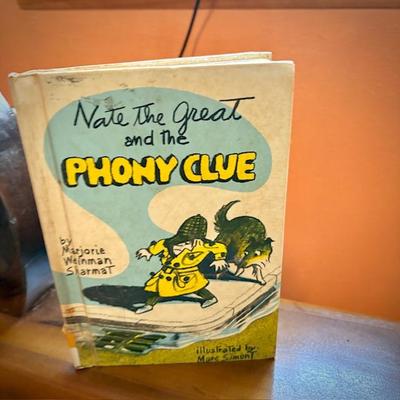 Nate the Great
and the
PHONY CLUE
by
Marjorie
Weinman
Sharmat
illustrated by
Marc Simont